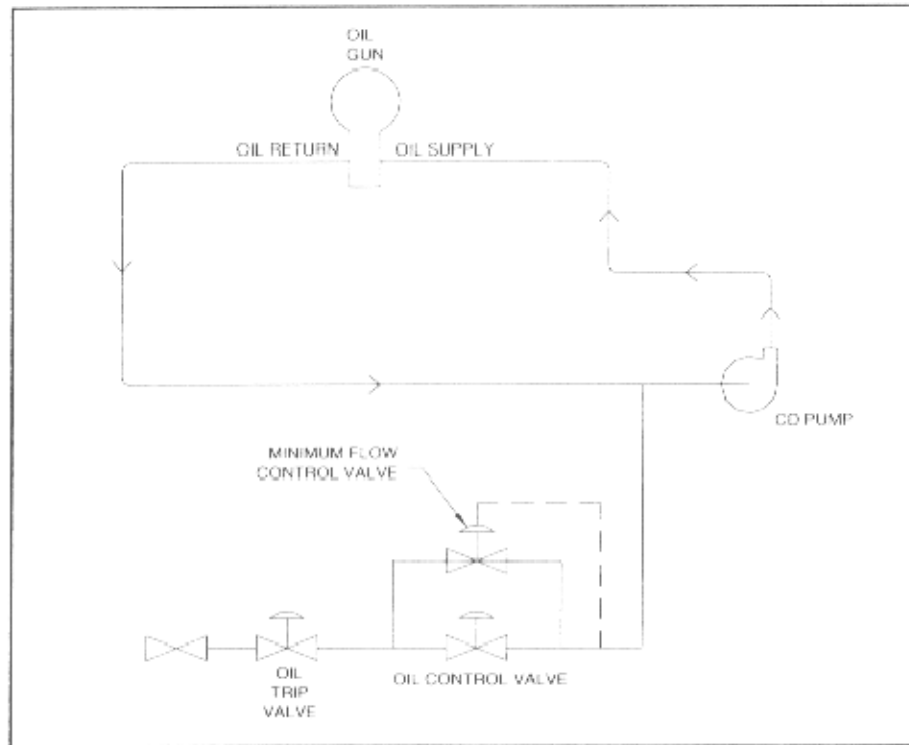 OIL
GUN
OIL RETURN
OIL SUPPLY
CO PUMP
MINIMUM FLOW
CONTROL VALVE
OIL CONTROL VALVE
OIL
TRIP
VALVE